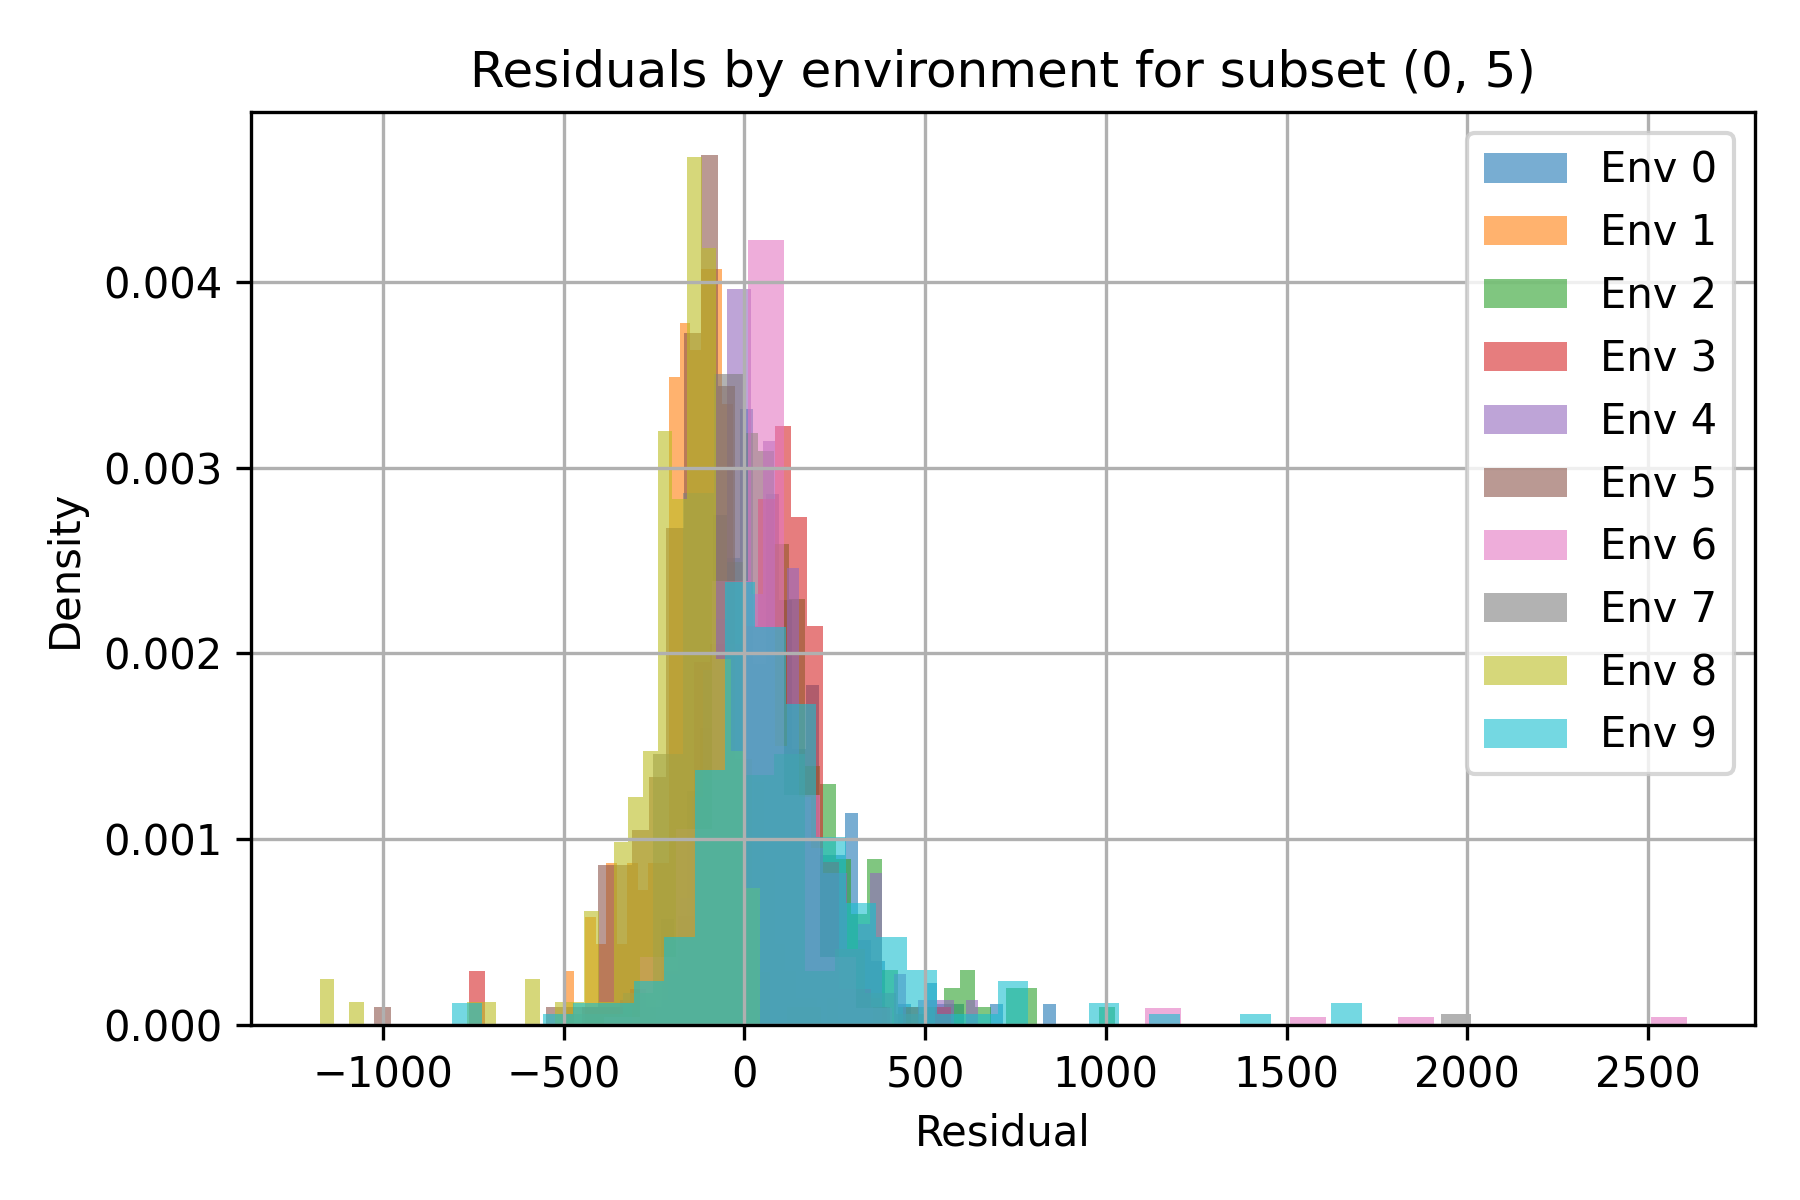 Residuals by environment for subset (0, 5)
Density
0.004
0.003
0.002
0.001
0.000
−1000
−500
0
500
1000
1500
2000
2500
Residual
Env 0
Env 1
Env 2
Env 3
Env 4
Env 5
Env 6
Env 7
Env 8
Env 9